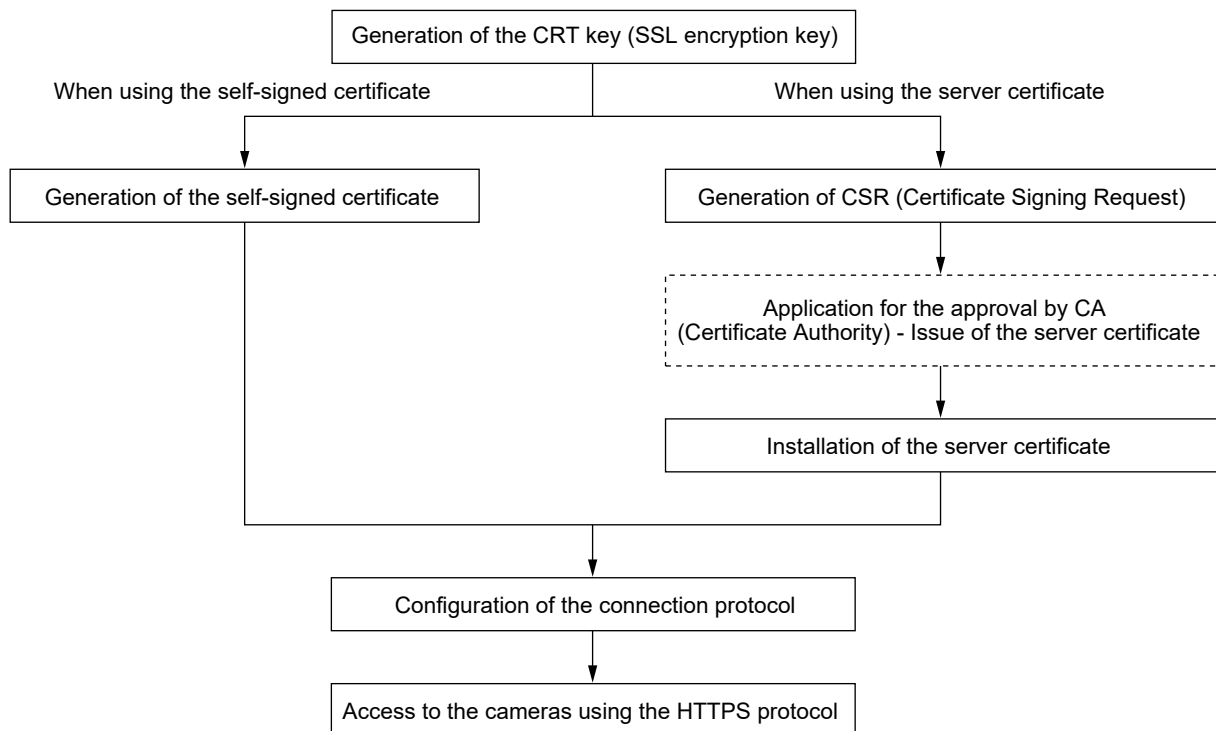 Generation of the CRT key (SSL encryption key)
When using the self-signed certificate
When using the server certificate
Generation of the self-signed certificate
Generation of CSR (Certificate Signing Request)
Application for the approval by CA
(Certificate Authority) - Issue of the server certificate
Installation of the server certificate
Configuration of the connection protocol
Access to the cameras using the HTTPS protocol